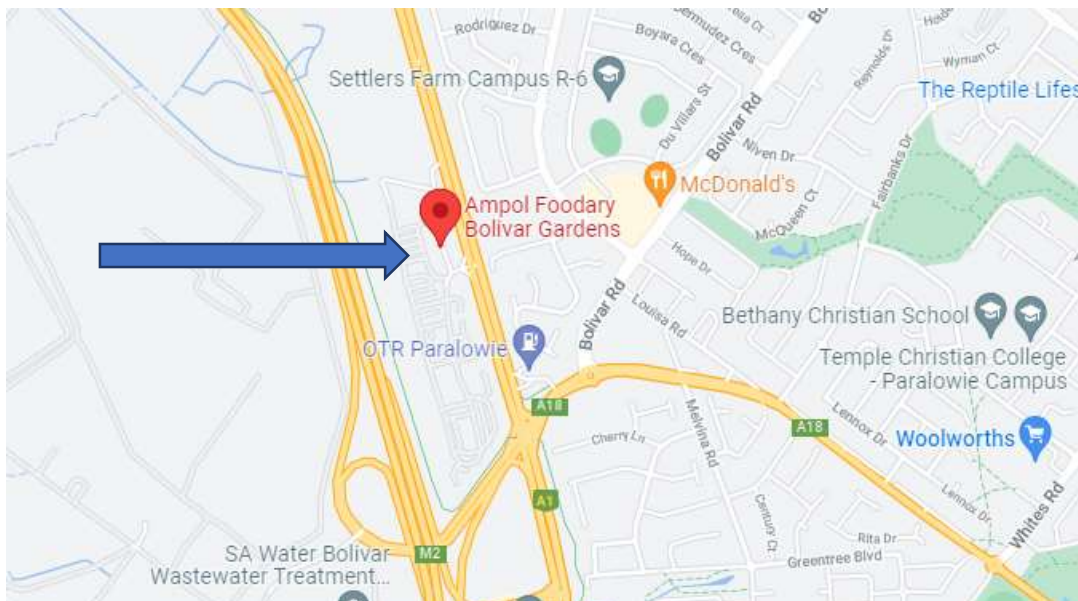 Rodriguez Dr
Bermudez Cres
Boyara Cres
Wyman Ct
Reynolds Dr
Settlers Farm Campus R-6
The Reptile Lifes
Du Villars St
Bolivar Rd
Niven Dr
Fairbanks Dr
McDonald's
Ampol Foodary
Bolivar Gardens
McQueen Ct
Hope Dr
Bolivar Rd
Louisa Rd
Bethany Christian School
OTR Paralowie
Temple Christian College
- Paralowie Campus
A18
Melvina Rd
A18
Lennox Dr
Woolworths
Cherry Ln
A1
Century Ct
Lennox Dr
Whites Rd
Rita Dr
Greentree Blvd
M2
SA Water Bolivar
Wastewater Treatment...